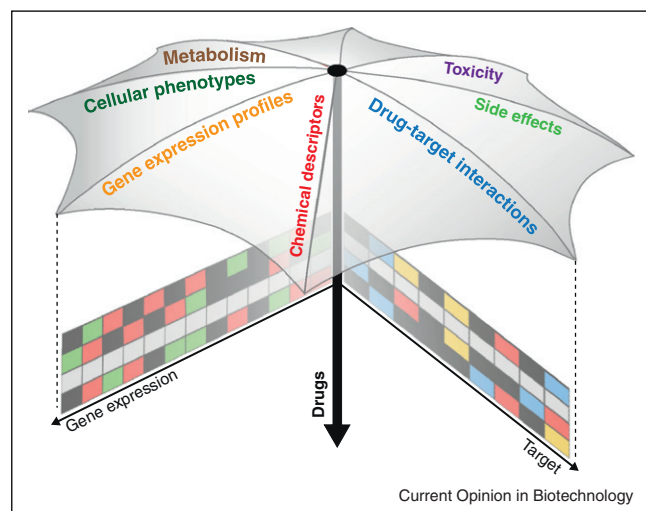 Metabolism
Toxicity
Cellular phenotypes
Side effects
Gene expression profiles
Chemical descriptors
Drug-target interactions
Gene expression
Drugs
Target
Current Opinion in Biotechnology